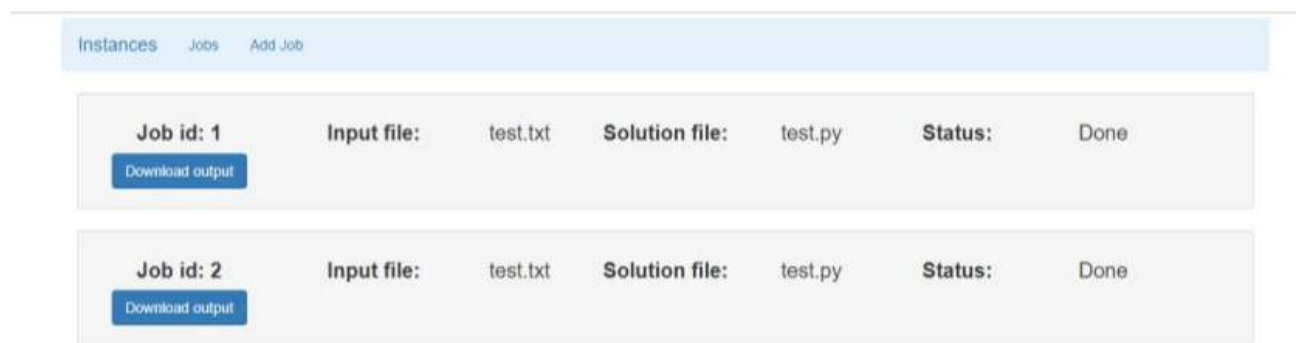 Instances Jobs Add Job
Job id: 1 Input file: test.txt Solution file: test.py Status: Done
Download output
Job id: 2 Input file: test.txt Solution file: test.py Status: Done
Download output